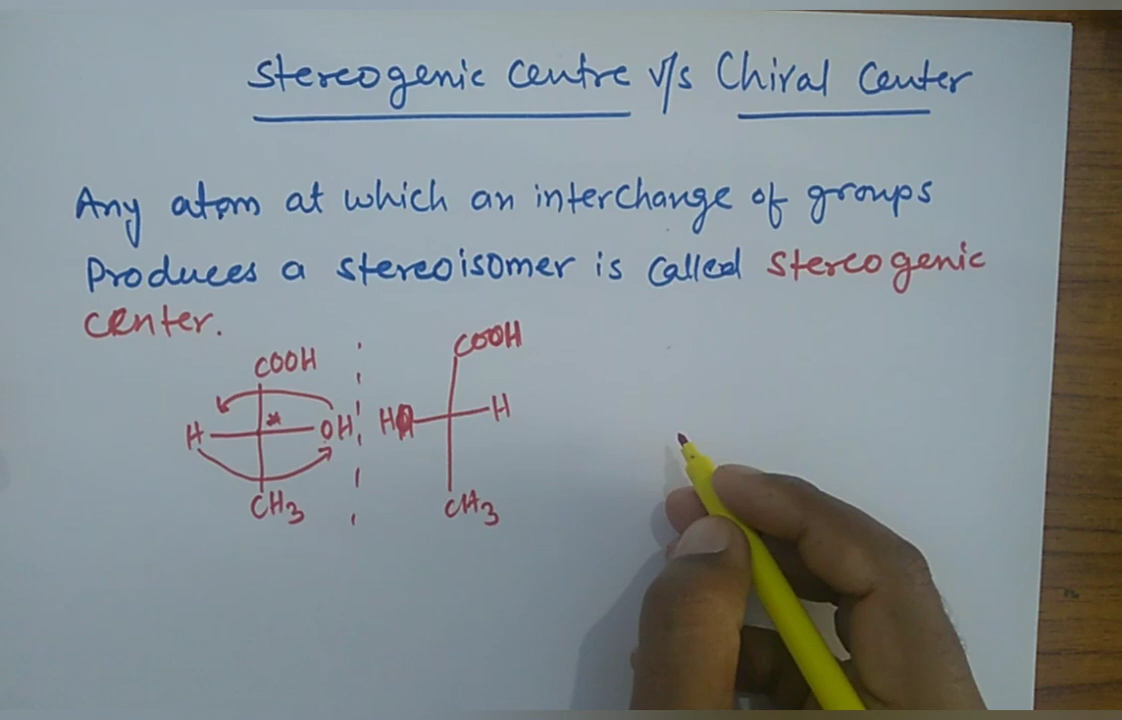 Stereogenic Centre v/s Chiral Center
Any atom at which an interchange of groups
Produces a stereoisomer is called stereogenic
center.
COOH
H * OH
CH3
COOH
HO H
CH3